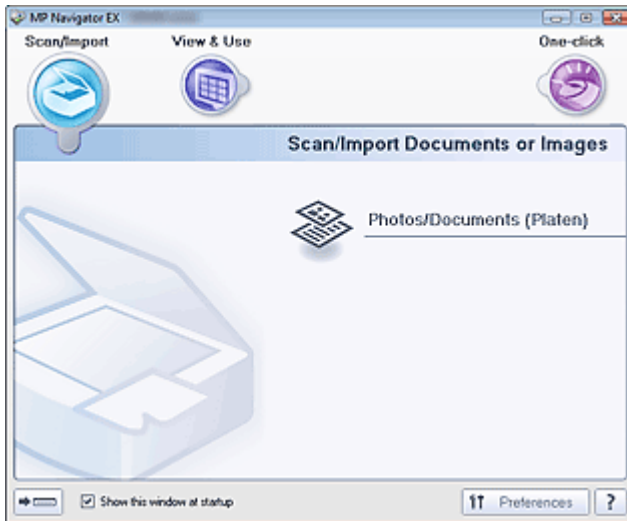 MP Navigator EX
Scan/Import View & Use One-click
Scan/Import Documents or Images
Photos/Documents (Platen)
Show this window at startup Preferences ?